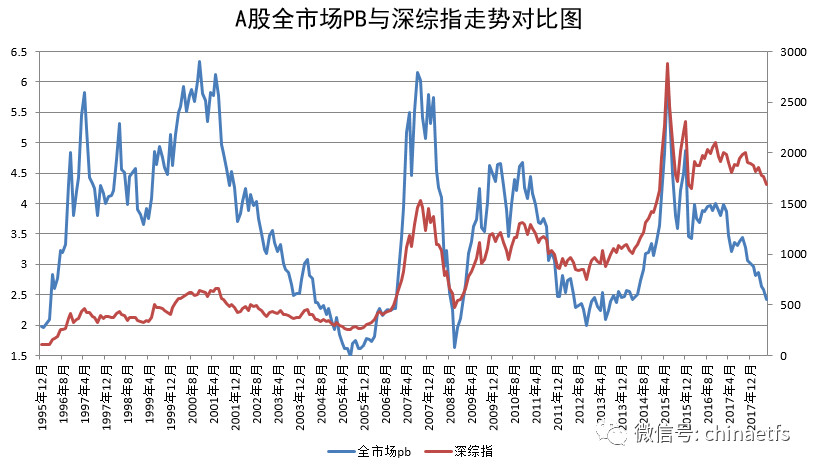 A股全市场PB与深综指走势对比图
6.5
6
5.5
5
4.5
4
3.5
3
2.5
2
1.5
3000
2500
2000
1500
1000
500
0
1995年12月
1996年8月
1997年4月
1997年12月
1998年8月
1999年4月
1999年12月
2000年8月
2001年4月
2001年12月
2002年8月
2003年4月
2003年12月
2004年8月
2005年4月
2005年12月
2006年8月
2007年4月
2007年12月
2008年8月
2009年4月
2009年12月
2010年8月
2011年4月
2011年12月
2012年8月
2013年4月
2013年12月
2014年8月
2015年4月
2015年12月
2016年8月
2017年4月
2017年12月
全市场pb
深综指
微信号: chinaetfs